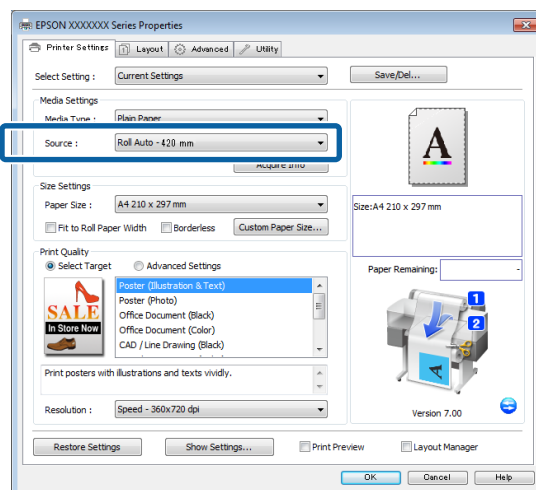 EPSON XXXXXXX Series Properties
Printer Settings Layout Advanced Utility
Select Setting : Current Settings Save/Del...
Media Settings
Media Type : Plain Paper
Source : Roll Auto - 420 mm
Acquire Info
Size Settings
Paper Size : A4 210 x 297 mm
Fit to Roll Paper Width Borderless Custom Paper Size...
A
Size:A4 210 x 297 mm
Print Quality
Select Target Advanced Settings
SALE
In Store Now
Poster (Illustration & Text)
Poster (Photo)
Office Document (Black)
Office Document (Color)
CAD / Line Drawing (Black)
Print posters with illustrations and texts vividly.
Resolution : Speed - 360x720 dpi
Paper Remaining: -
1
2
A
Version 7.00
Restore Settings Show Settings... Print Preview Layout Manager
OK Cancel Help